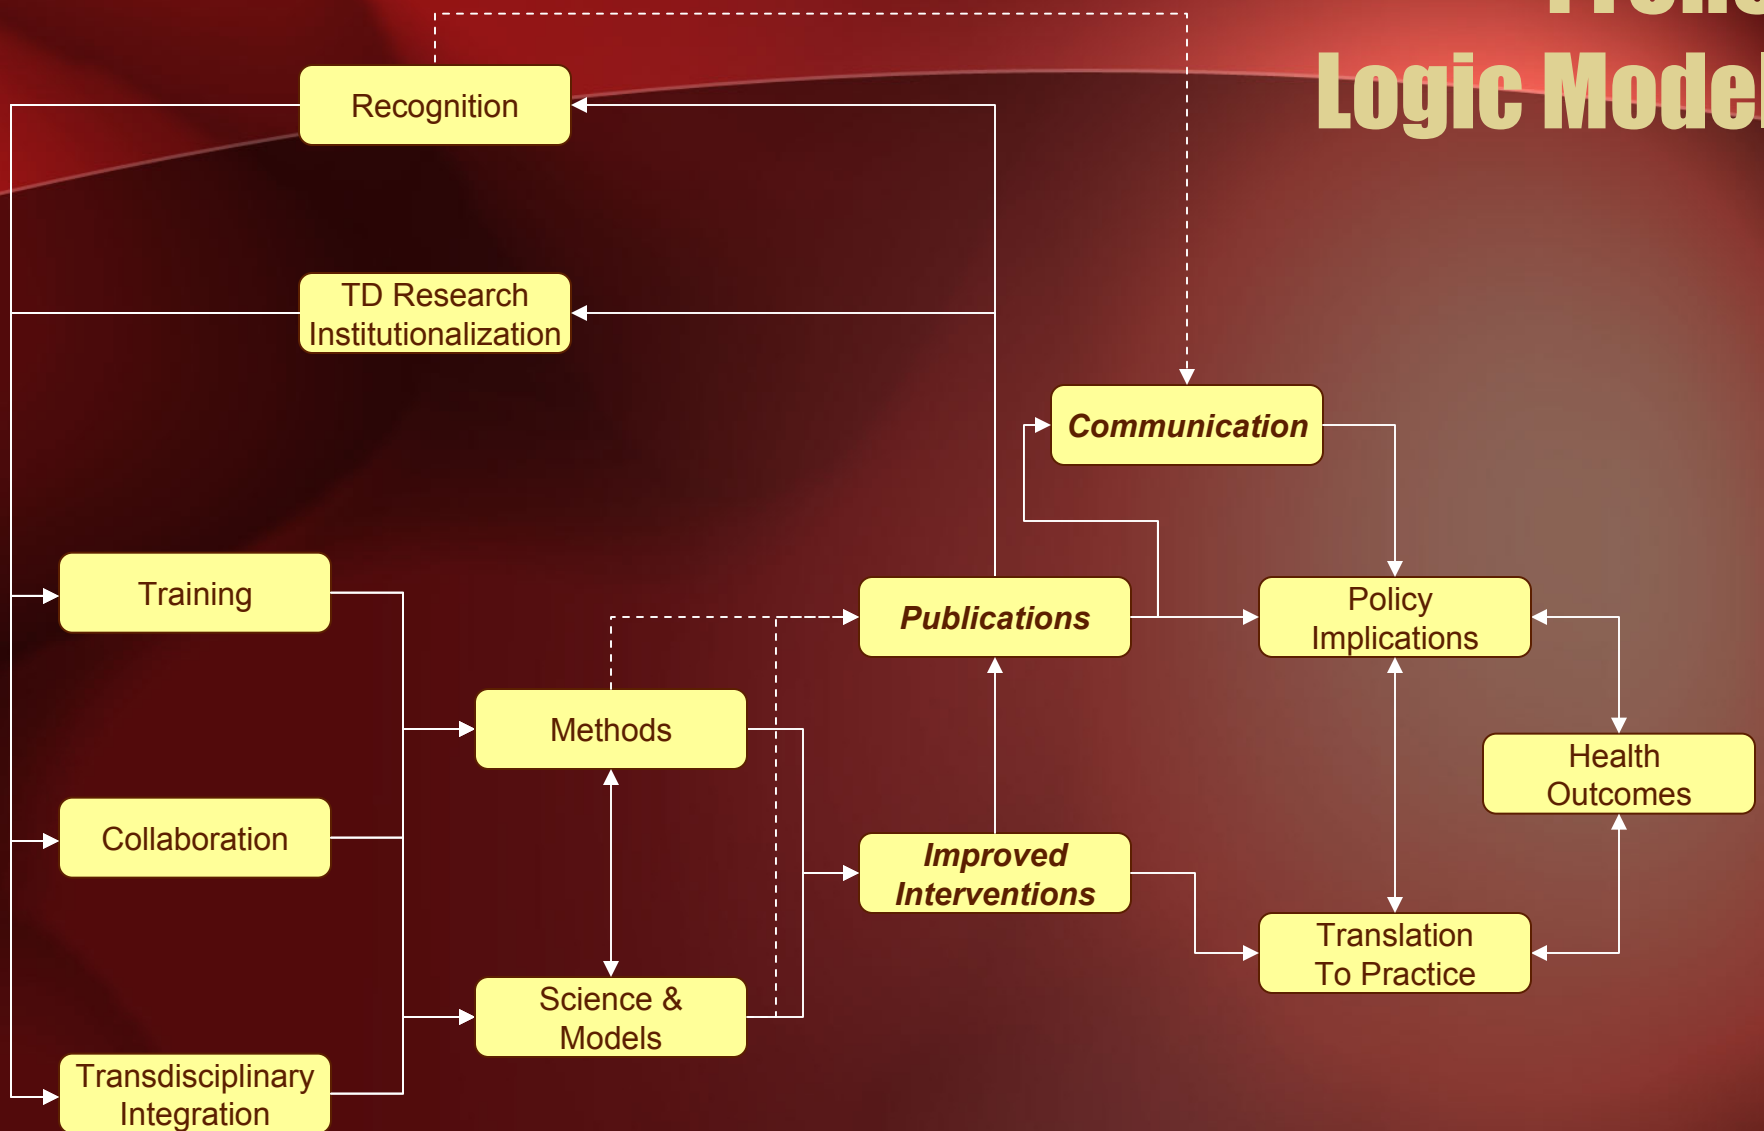 Logic Model
Recognition
TD Research
Institutionalization
Communication
Training
Publications
Policy
Implications
Methods
Health
Outcomes
Collaboration
Improved
Interventions
Translation
To Practice
Science &
Models
Transdisciplinary
Integration